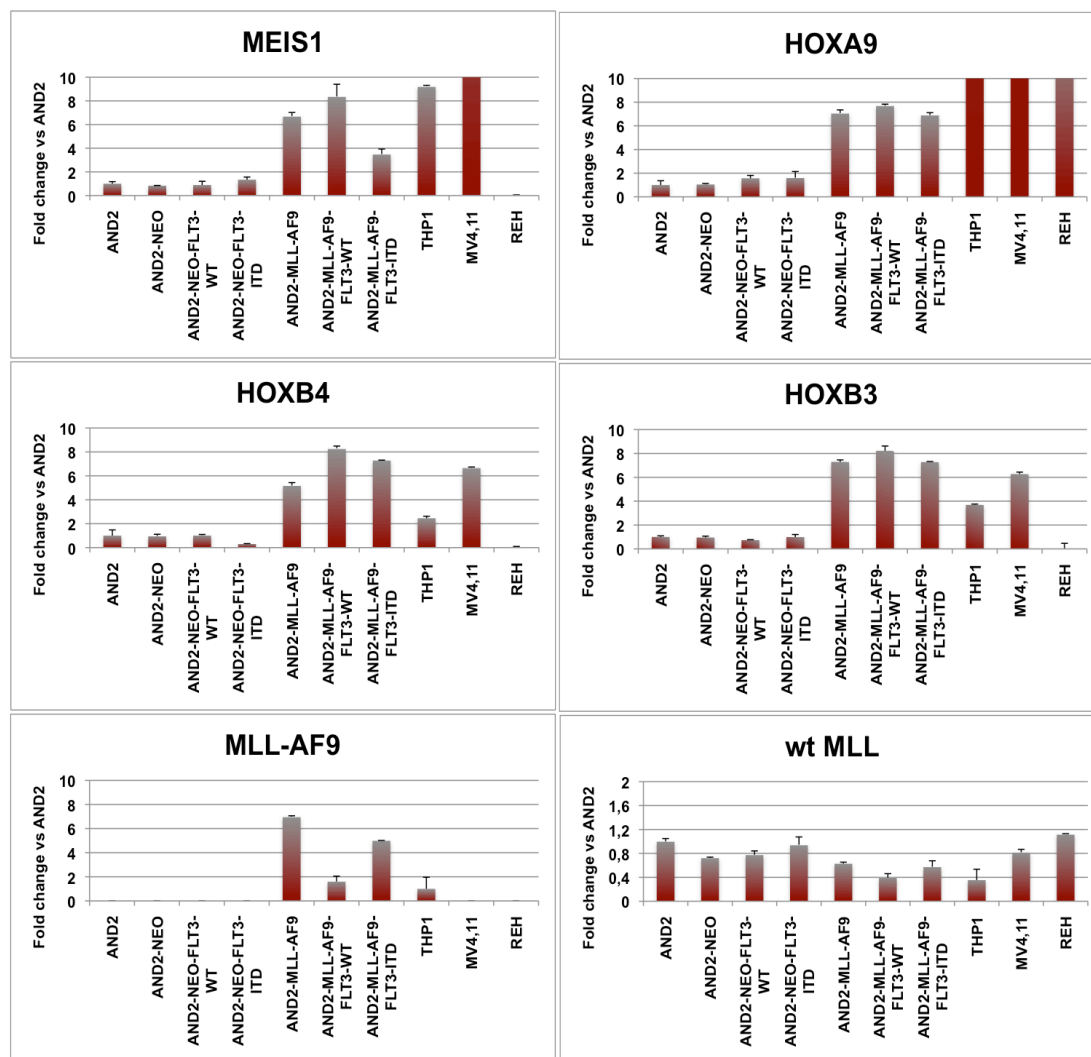 MEIS1
Fold change vs AND2
10
8
6
4
2
0
AND2
AND2-NEO
AND2-NEO-FLT3-
WT
AND2-NEO-FLT3-
ITD
AND2-MLL-AF9
AND2-MLL-AF9-
FLT3-WT
AND2-MLL-AF9-
FLT3-ITD
THP1
MV4,11
REH
HOXA9
Fold change vs AND2
10
8
6
4
2
0
AND2
AND2-NEO
AND2-NEO-FLT3-
WT
AND2-NEO-FLT3-
ITD
AND2-MLL-AF9
AND2-MLL-AF9-
FLT3-WT
AND2-MLL-AF9-
FLT3-ITD
THP1
MV4,11
REH
HOXB4
Fold change vs AND2
10
8
6
4
2
0
AND2
AND2-NEO
AND2-NEO-FLT3-
WT
AND2-NEO-FLT3-
ITD
AND2-MLL-AF9
AND2-MLL-AF9-
FLT3-WT
AND2-MLL-AF9-
FLT3-ITD
THP1
MV4,11
REH
HOXB3
Fold change vs AND2
10
8
6
4
2
0
AND2
AND2-NEO
AND2-NEO-FLT3-
WT
AND2-NEO-FLT3-
ITD
AND2-MLL-AF9
AND2-MLL-AF9-
FLT3-WT
AND2-MLL-AF9-
FLT3-ITD
THP1
MV4,11
REH
MLL-AF9
Fold change vs AND2
10
8
6
4
2
0
AND2
AND2-NEO
AND2-NEO-FLT3-
WT
AND2-NEO-FLT3-
ITD
AND2-MLL-AF9
AND2-MLL-AF9-
FLT3-WT
AND2-MLL-AF9-
FLT3-ITD
THP1
MV4,11
REH
wt MLL
Fold change vs AND2
2
1,6
1,2
0,8
0,4
0
AND2
AND2-NEO
AND2-NEO-FLT3-
WT
AND2-NEO-FLT3-
ITD
AND2-MLL-AF9
AND2-MLL-AF9-
FLT3-WT
AND2-MLL-AF9-
FLT3-ITD
THP1
MV4,11
REH